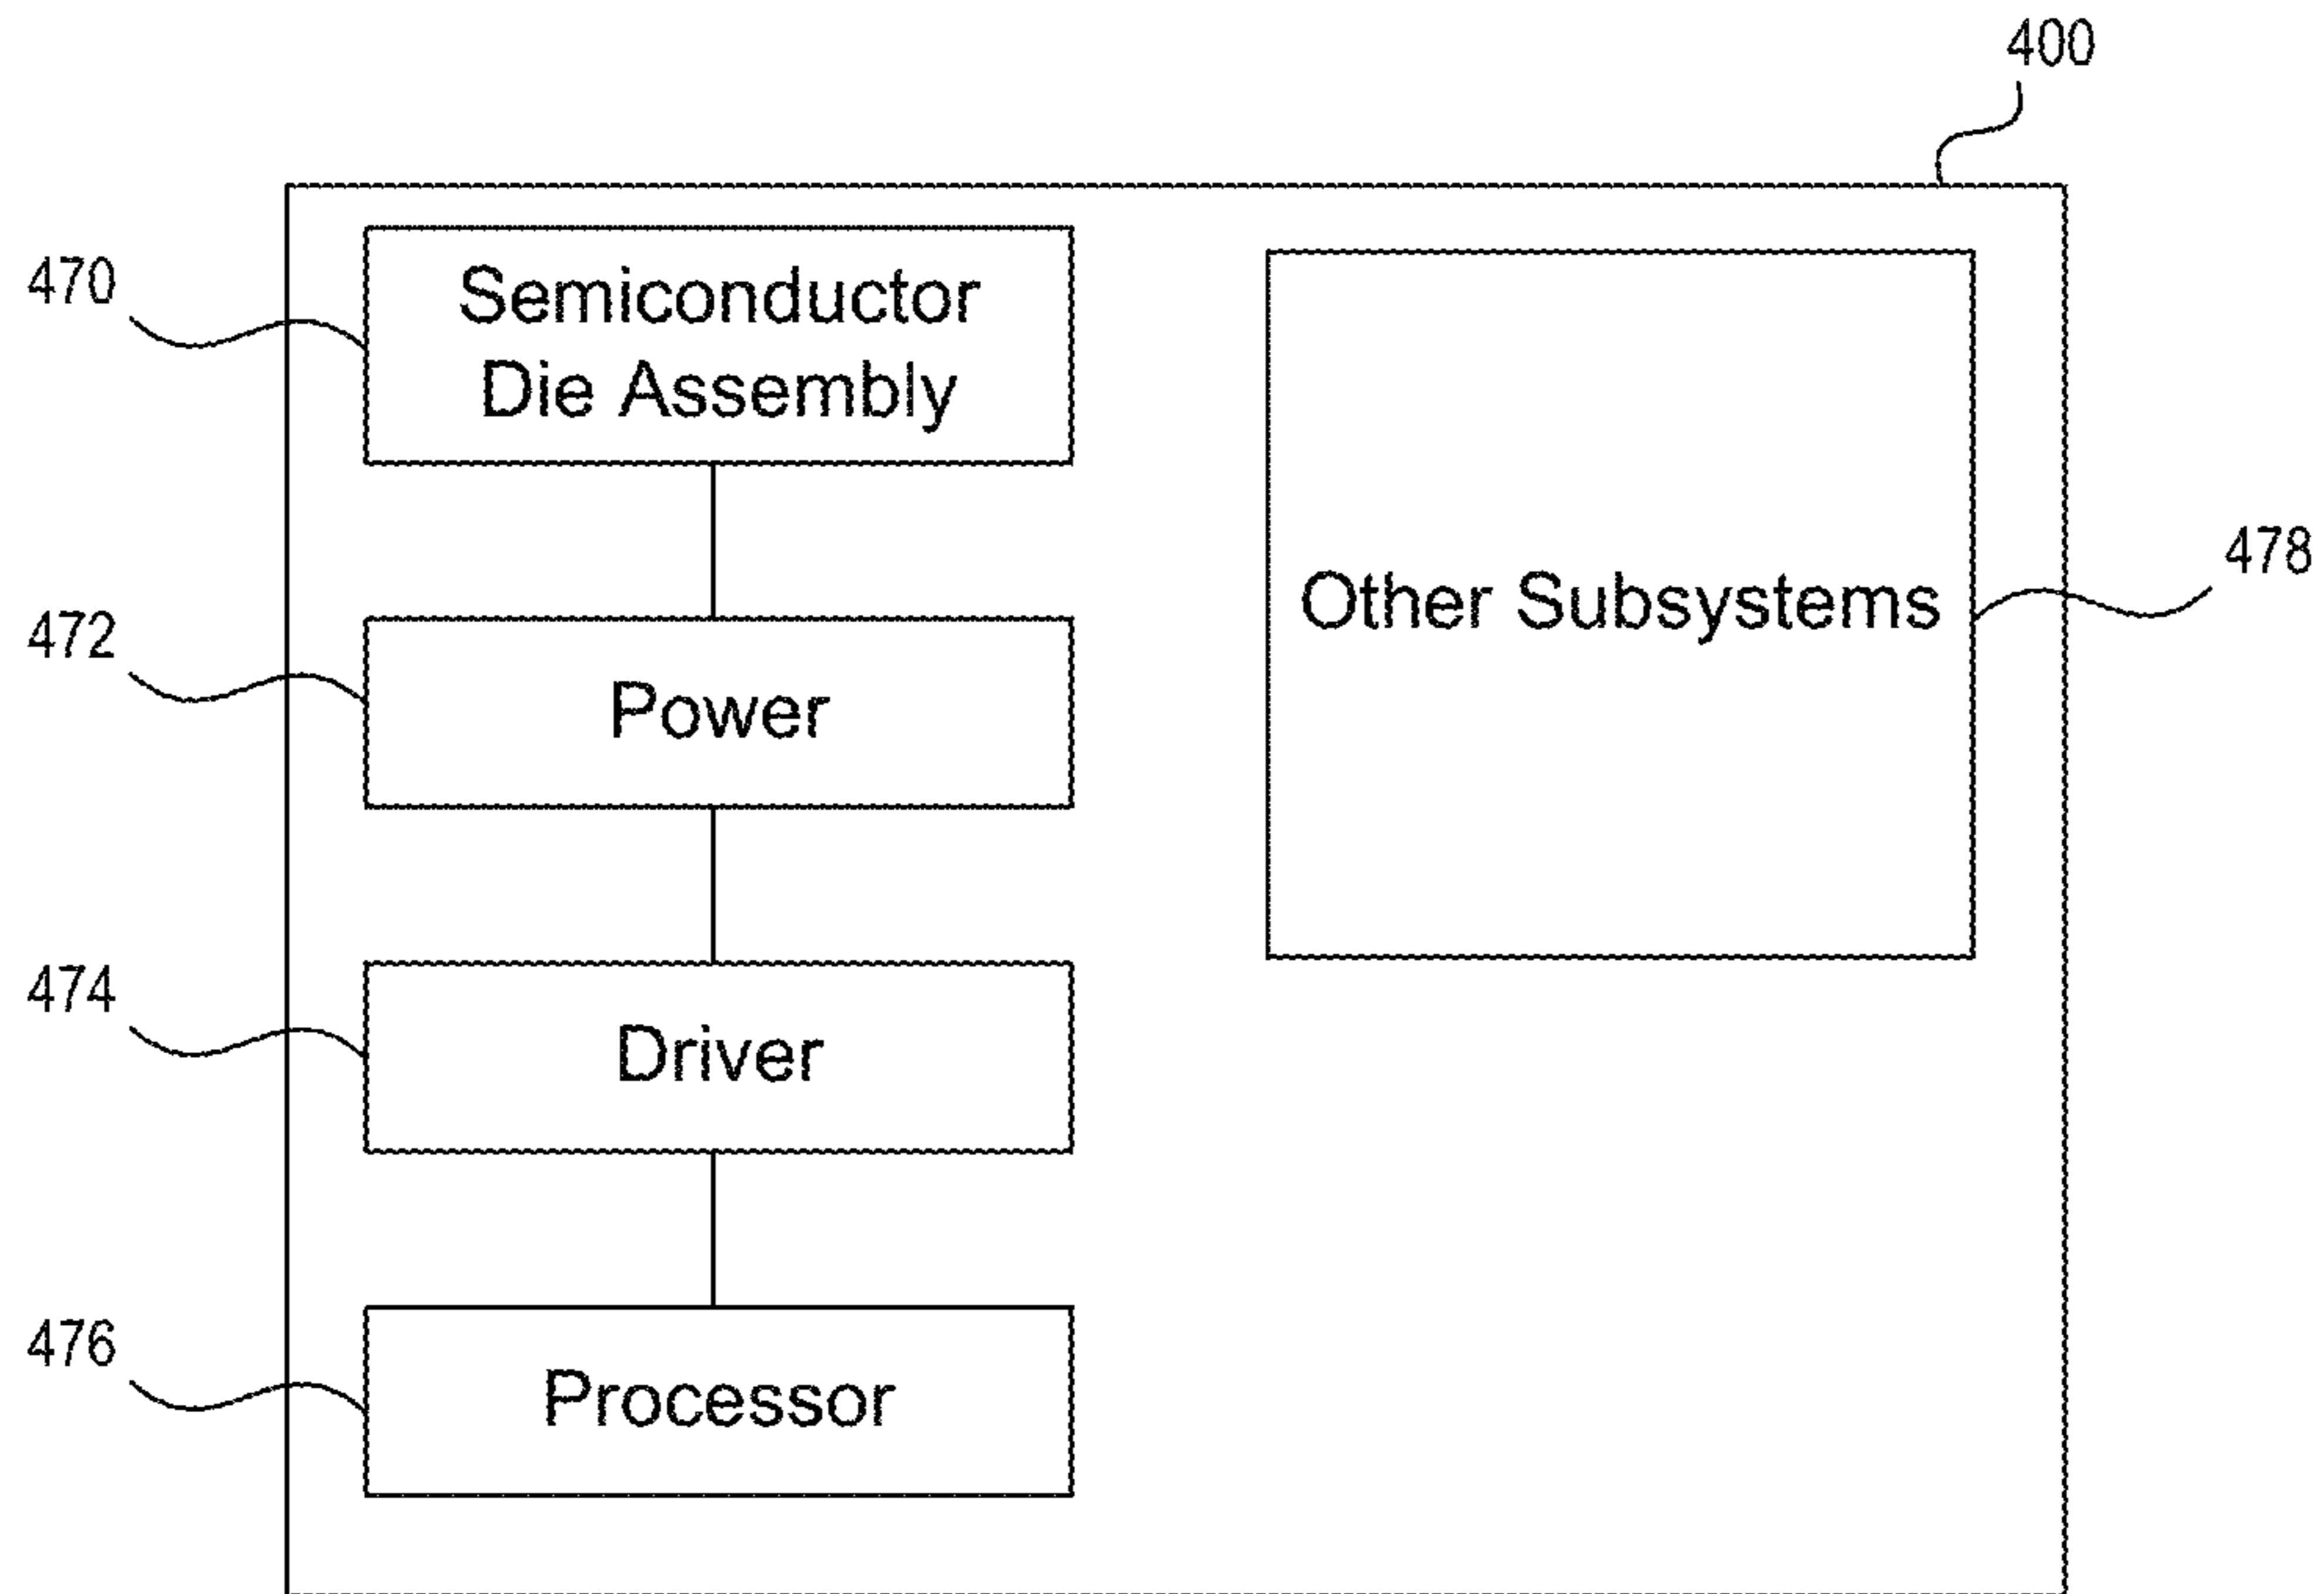 400
470
Semiconductor
Die Assembly
Other Subsystems
478
472
Power
474
Driver
476
Processor